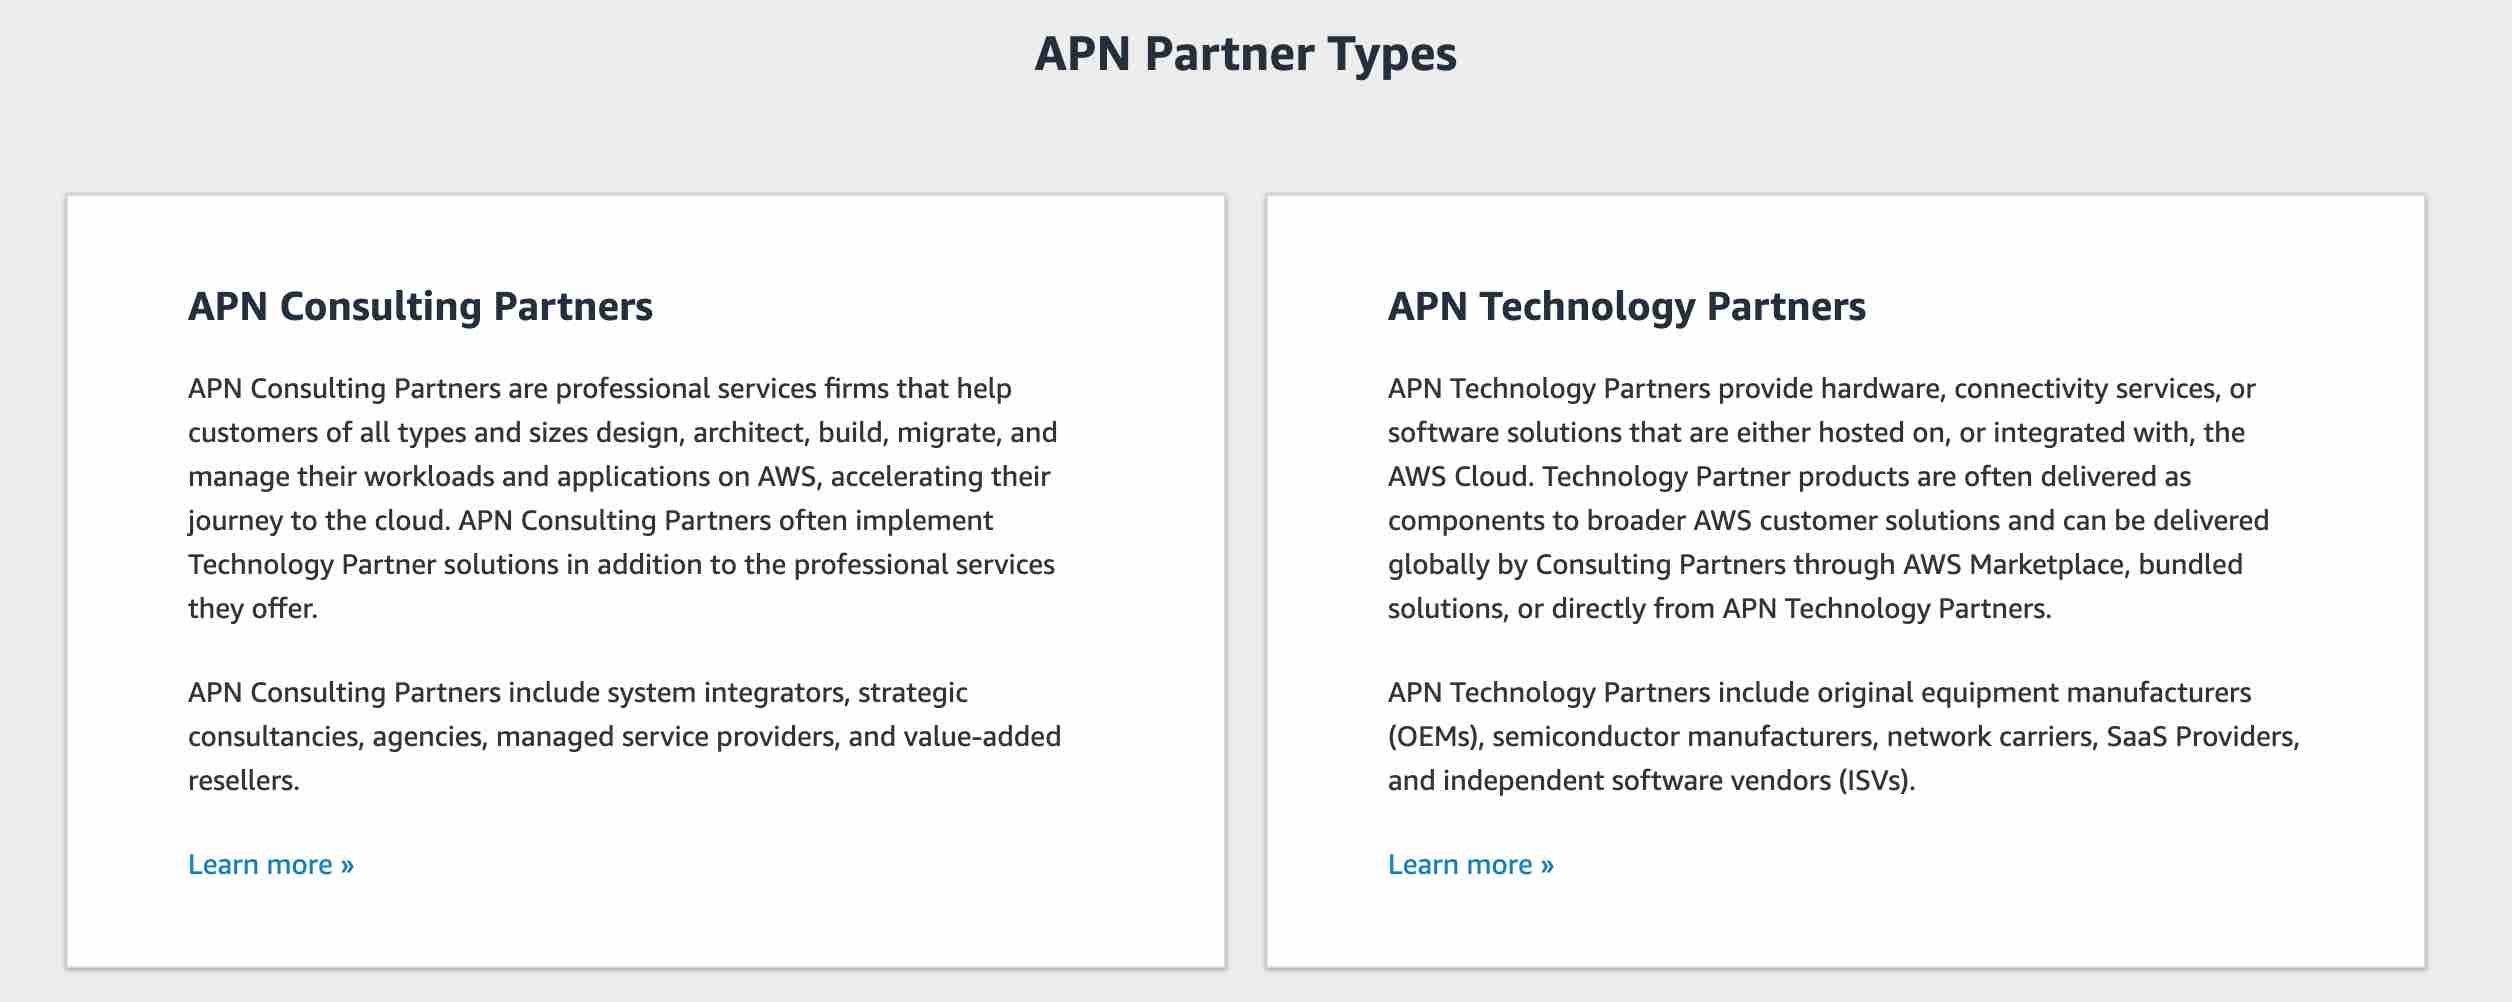 APN Partner Types
APN Consulting Partners
APN Consulting Partners are professional services firms that help
customers of all types and sizes design, architect, build, migrate, and
manage their workloads and applications on AWS, accelerating their
journey to the cloud. APN Consulting Partners often implement
Technology Partner solutions in addition to the professional services
they offer.
APN Consulting Partners include system integrators, strategic
consultancies, agencies, managed service providers, and value-added
resellers.
Learn more »
APN Technology Partners
APN Technology Partners provide hardware, connectivity services, or
software solutions that are either hosted on, or integrated with, the
AWS Cloud. Technology Partner products are often delivered as
components to broader AWS customer solutions and can be delivered
globally by Consulting Partners through AWS Marketplace, bundled
solutions, or directly from APN Technology Partners.
APN Technology Partners include original equipment manufacturers
(OEMs), semiconductor manufacturers, network carriers, SaaS Providers,
and independent software vendors (ISVs).
Learn more »